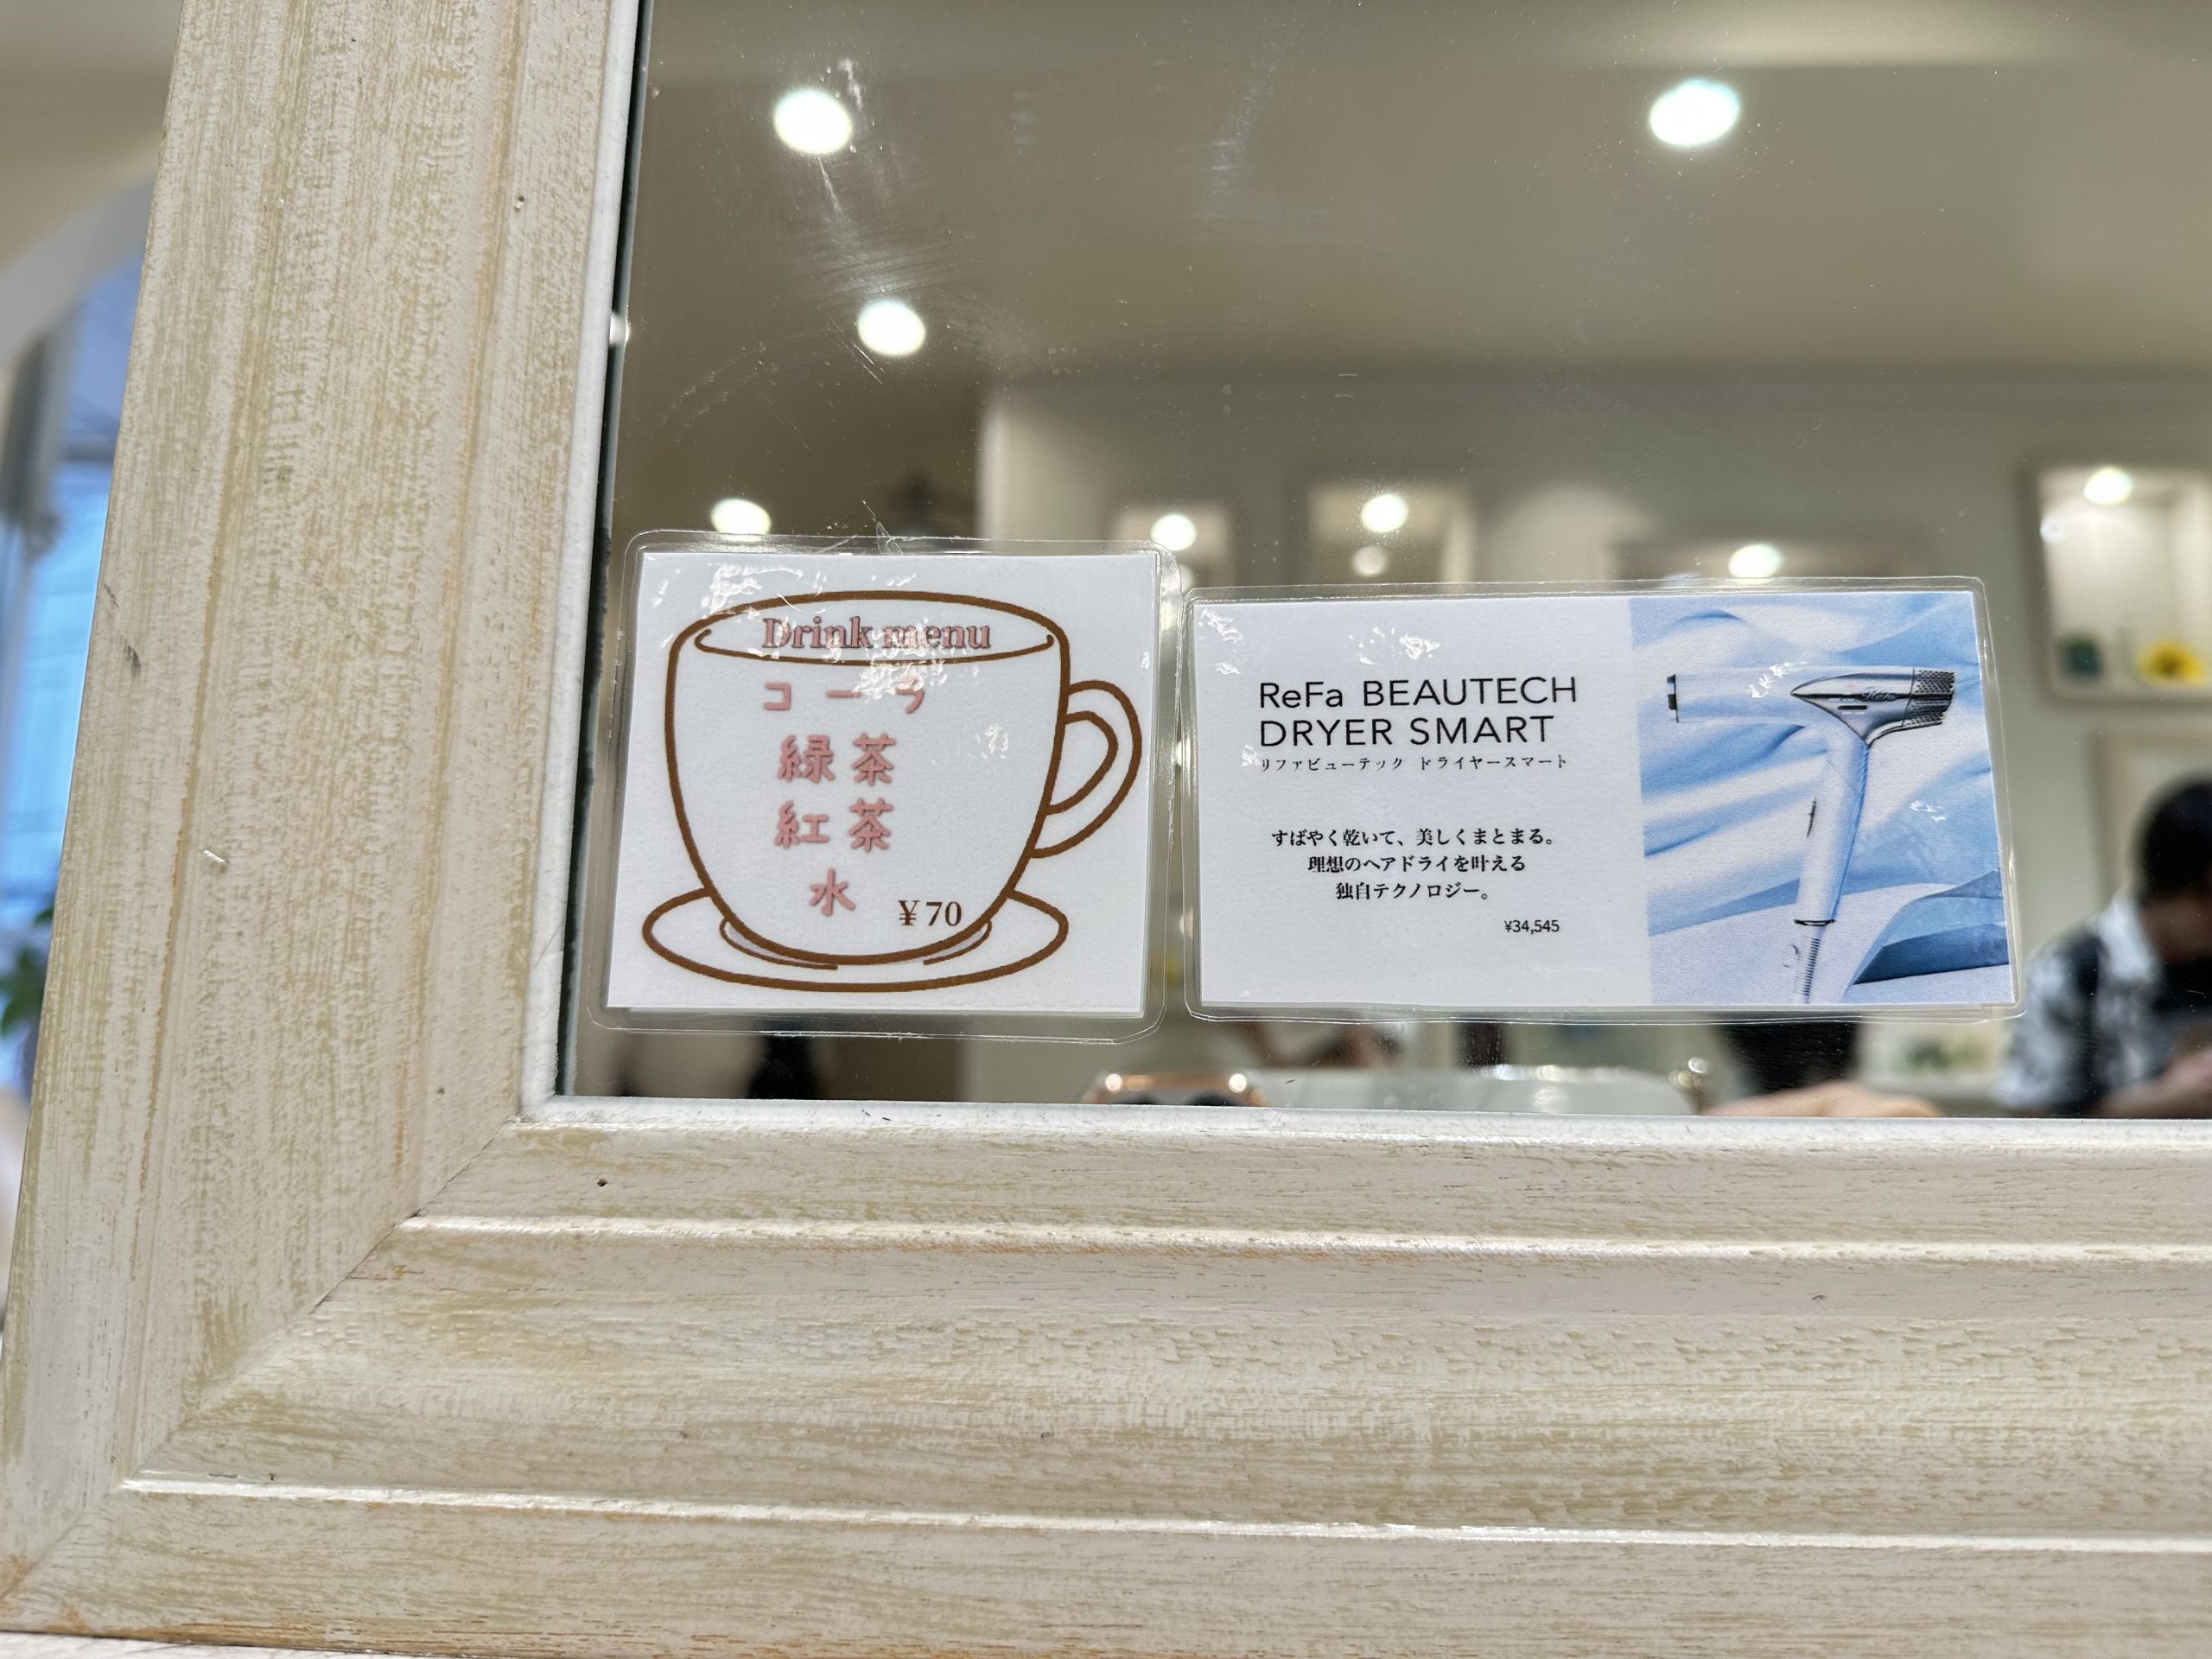 Drink menu
コーラ
緑茶
紅茶
水
¥70
ReFa BEAUTECH
DRYER SMART
リファビューテック ドライヤースマート
すばやく乾いて、美しくまとまる。
理想のヘアドライを叶える
独自テクノロジー。
¥34,545